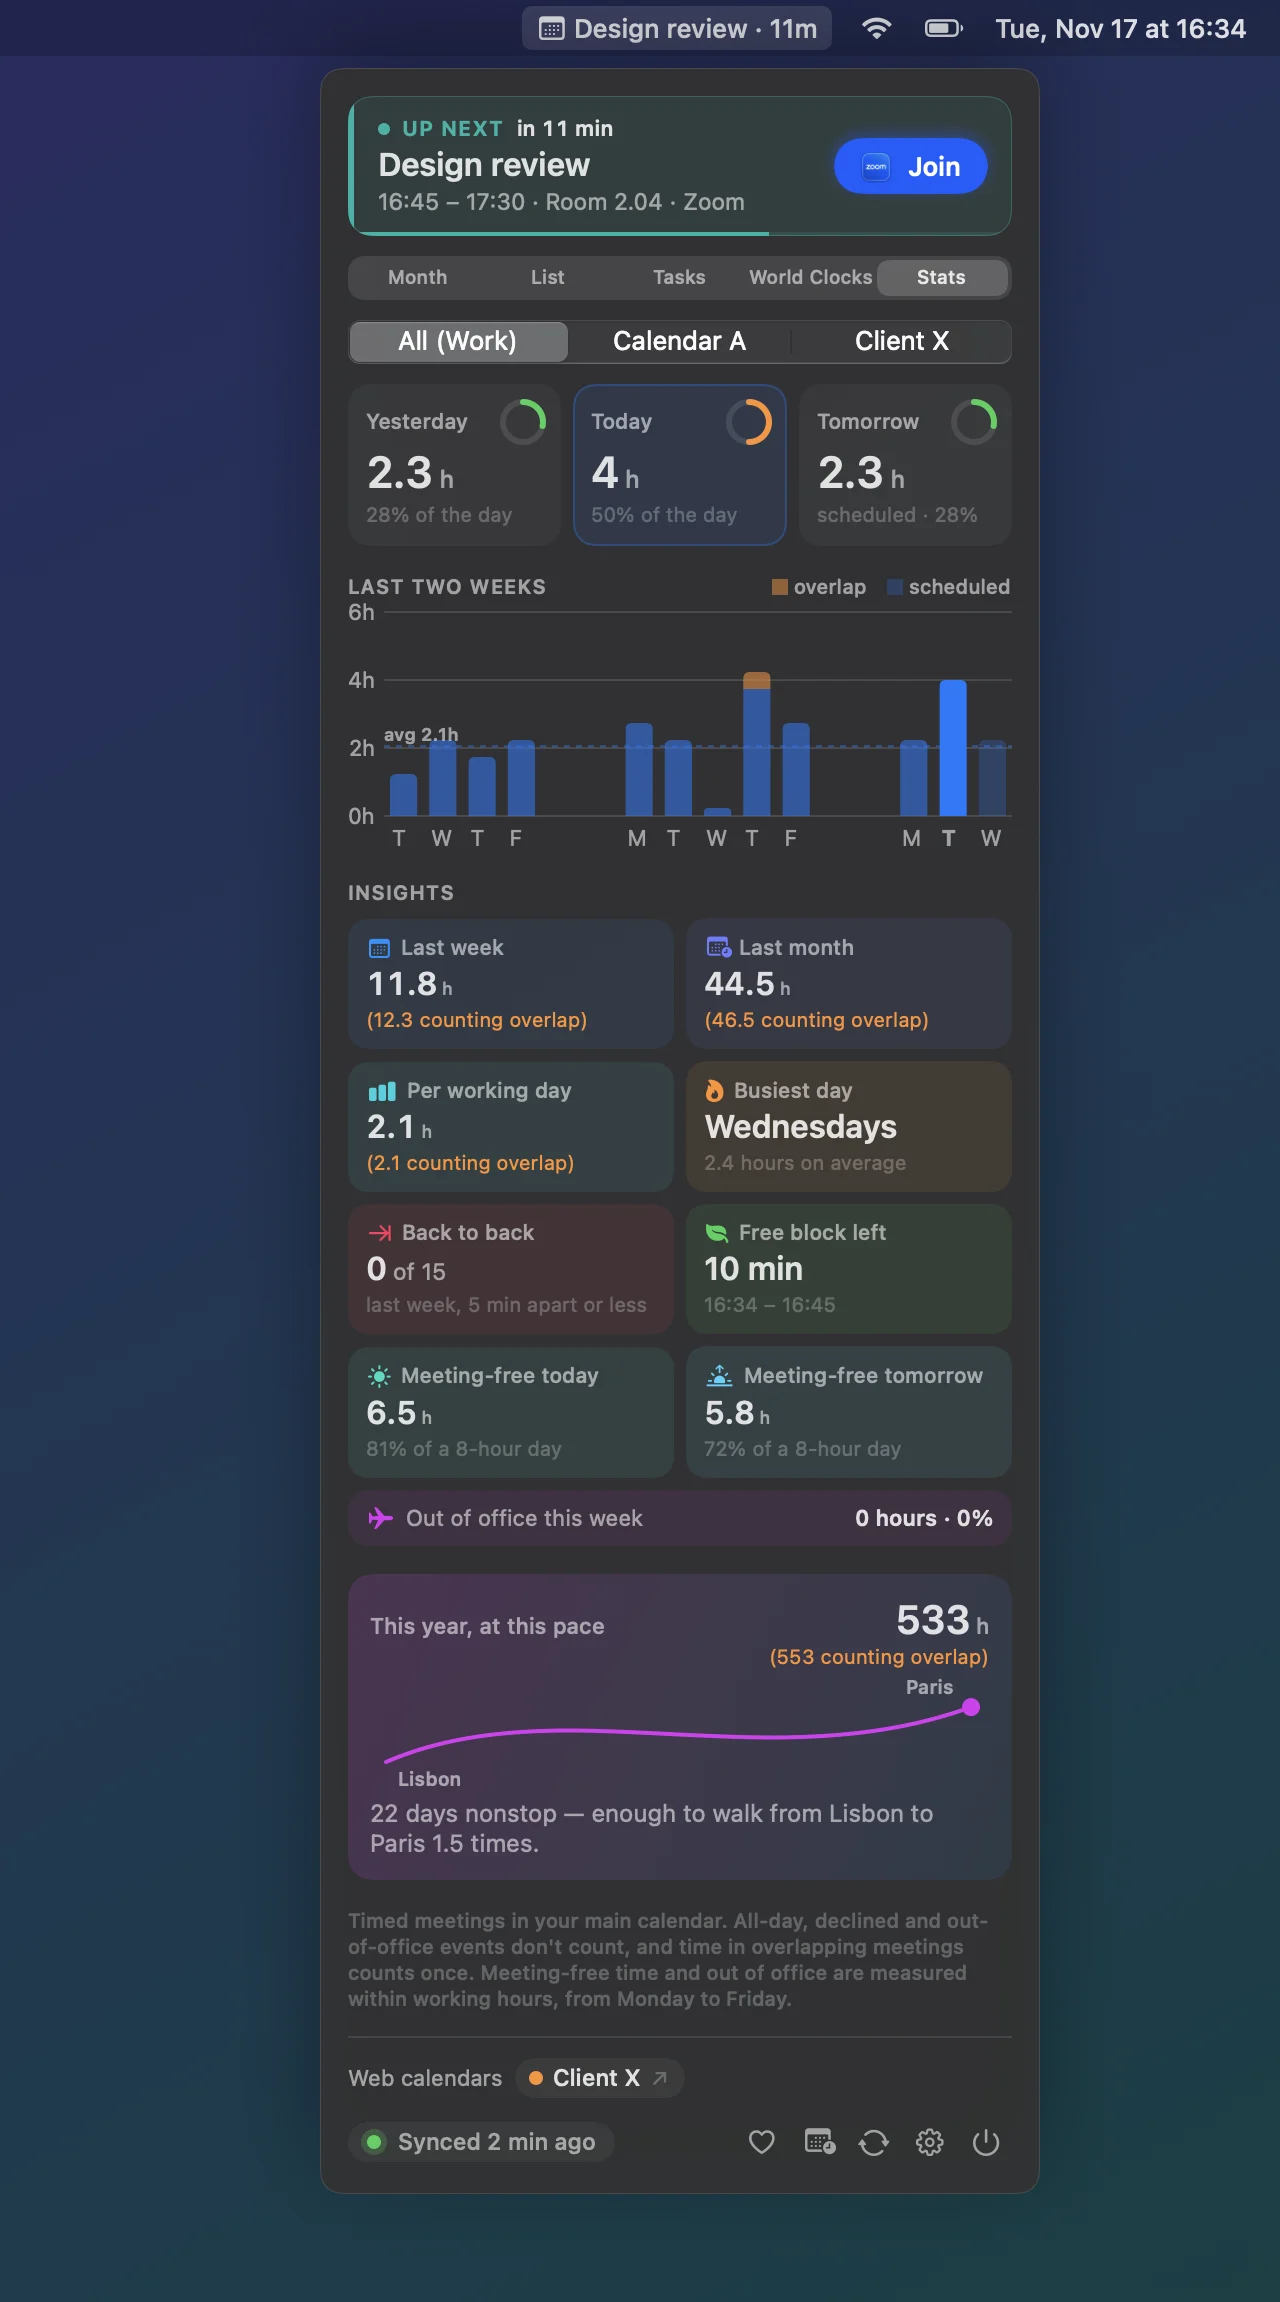 Design review · 11m
Tue, Nov 17 at 16:34
UP NEXT in 11 min
Design review
16:45 – 17:30 · Room 2.04 · Zoom
zoom Join
Month List Tasks World Clocks Stats
All (Work) Calendar A Client X
Yesterday
2.3 h
28% of the day
Today
4 h
50% of the day
Tomorrow
2.3 h
scheduled · 28%
LAST TWO WEEKS
overlap scheduled
6h
4h
avg 2.1h
2h
0h
T W T F M T W T F M T W
INSIGHTS
Last week
11.8 h
(12.3 counting overlap)
Last month
44.5 h
(46.5 counting overlap)
Per working day
2.1 h
(2.1 counting overlap)
Busiest day
Wednesdays
2.4 hours on average
Back to back
0 of 15
last week, 5 min apart or less
Free block left
10 min
16:34 – 16:45
Meeting-free today
6.5 h
81% of a 8-hour day
Meeting-free tomorrow
5.8 h
72% of a 8-hour day
Out of office this week
0 hours · 0%
This year, at this pace
533 h
(553 counting overlap)
Paris
Lisbon
22 days nonstop — enough to walk from Lisbon to
Paris 1.5 times.
Timed meetings in your main calendar. All-day, declined and out-
of-office events don't count, and time in overlapping meetings
counts once. Meeting-free time and out of office are measured
within working hours, from Monday to Friday.
Web calendars Client X
Synced 2 min ago